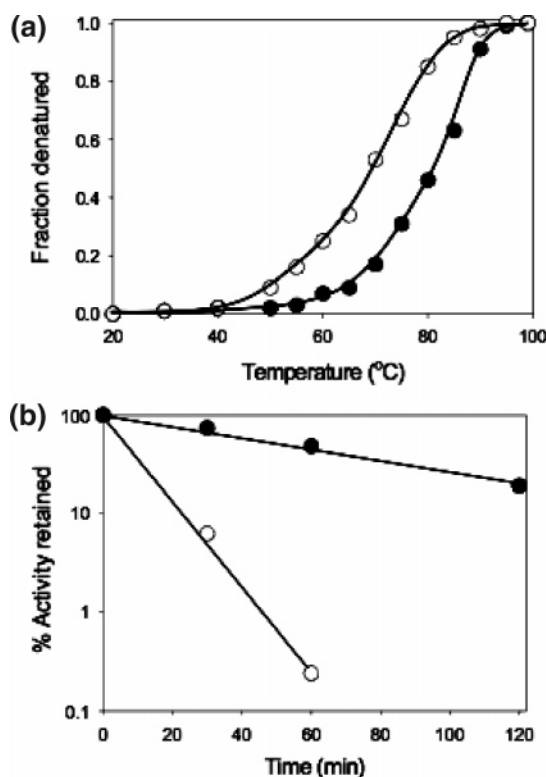 (a)
1.0
0.8
0.6
0.4
0.2
0.0
Fraction denatured
20 40 60 80 100
Temperature (°C)
(b)
100
10
1
0.1
% Activity retained
0 20 40 60 80 100 120
Time (min)